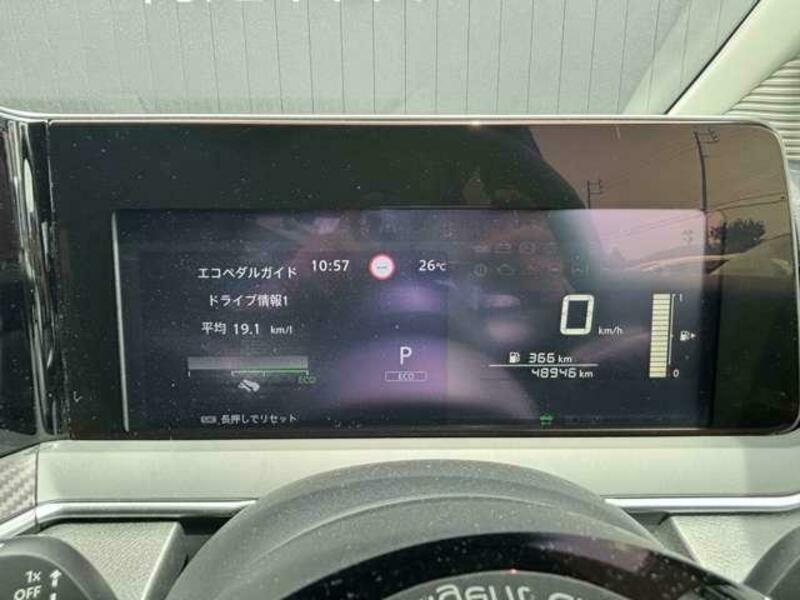 エコペダルガイド 10:57 26℃
ドライブ情報1
平均 19.1 km/l
0 km/h
1
366 km
48946 km
0
P
ECO
ECO
長押しでリセット
1x
OFF